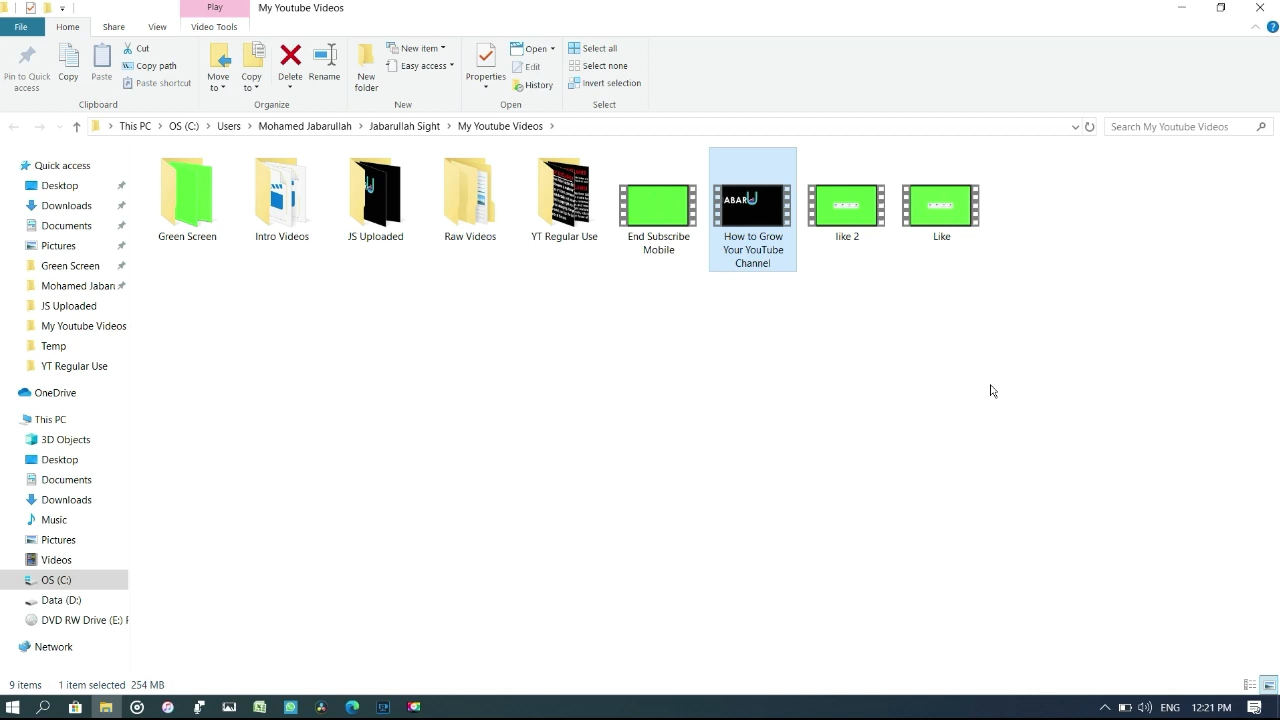 Play
My Youtube Videos
File
Home
Share
View
Video Tools
Pin to Quick access
Copy
Paste
Cut
Copy path
Paste shortcut
Clipboard
Move to
Copy to
Delete
Rename
Organize
New folder
New item
Easy access
New
Properties
Open
Edit
History
Open
Select all
Select none
Invert selection
Select
This PC > OS (C:) > Users > Mohamed Jabarullah > Jabarullah Sight > My Youtube Videos >
Search My Youtube Videos
Quick access
Desktop
Downloads
Documents
Pictures
Green Screen
Mohamed Jabaru
JS Uploaded
My Youtube Videos
Temp
YT Regular Use
OneDrive
This PC
3D Objects
Desktop
Documents
Downloads
Music
Pictures
Videos
OS (C:)
Data (D:)
DVD RW Drive (E:)
Network
Green Screen
Intro Videos
JS Uploaded
Raw Videos
YT Regular Use
End Subscribe
Mobile
ABARU
How to Grow
Your YouTube
Channel
like 2
Like
9 items
1 item selected 254 MB
ENG
12:21 PM